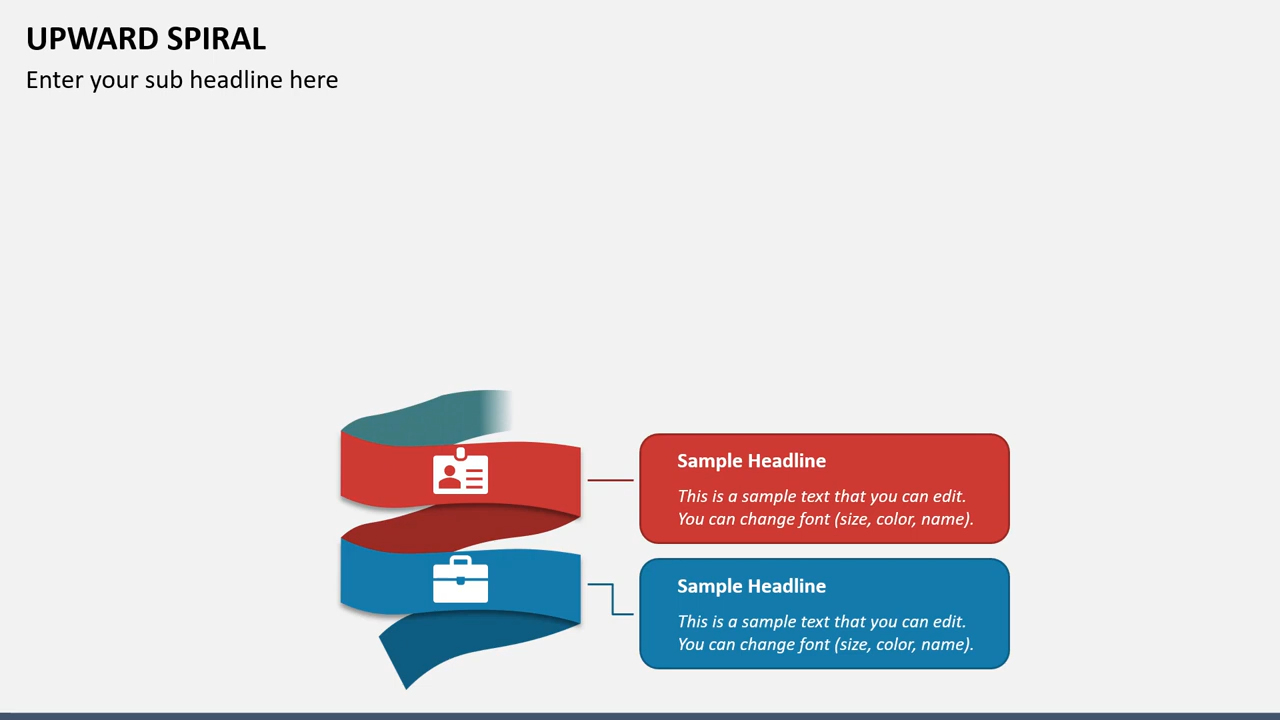 UPWARD SPIRAL
Enter your sub headline here
Sample Headline
This is a sample text that you can edit.
You can change font (size, color, name).
Sample Headline
This is a sample text that you can edit.
You can change font (size, color, name).